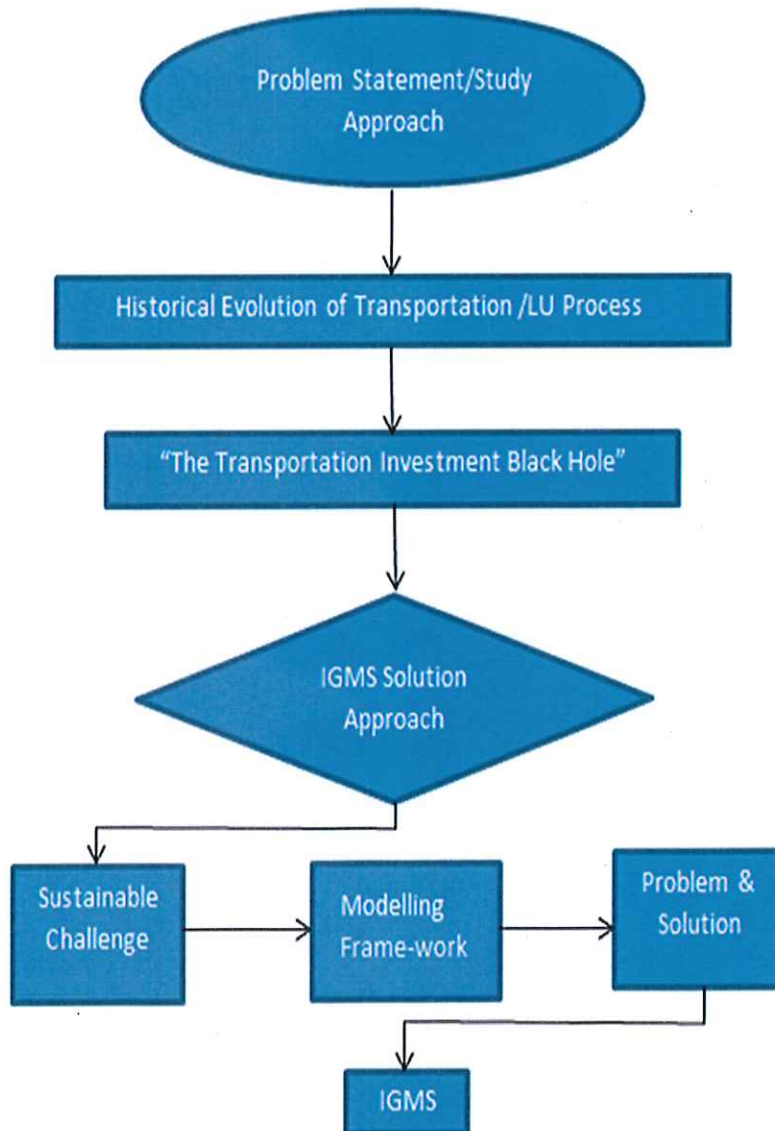 Problem Statement/Study
Approach
Historical Evolution of Transportation /LU Process
“The Transportation Investment Black Hole”
IGMS Solution
Approach
Sustainable
Challenge
Modelling
Frame-work
Problem &
Solution
IGMS